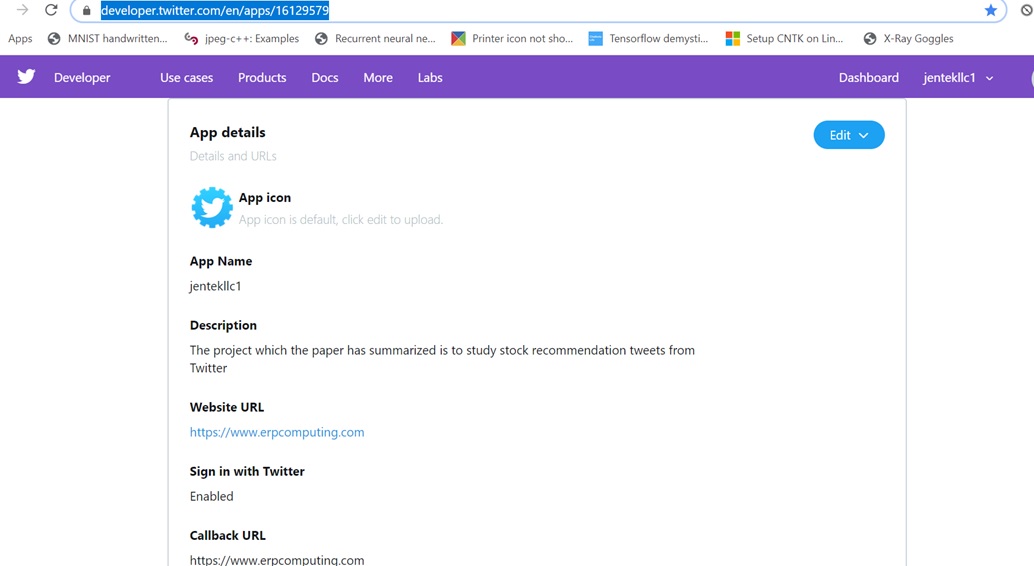 developer.twitter.com/en/apps/16129579
Apps MNIST handwritten... jpeg-c++: Examples Recurrent neural ne... Printer icon not sho... Tensorflow demysti... Setup CNTK on Lin... X-Ray Goggles
Developer Use cases Products Docs More Labs Dashboard jentekllc1
App details
Edit
Details and URLs
App icon
App icon is default, click edit to upload.
App Name
jentekllc1
Description
The project which the paper has summarized is to study stock recommendation tweets from
Twitter
Website URL
https://www.erpcomputing.com
Sign in with Twitter
Enabled
Callback URL
https://www.erpcomputing.com